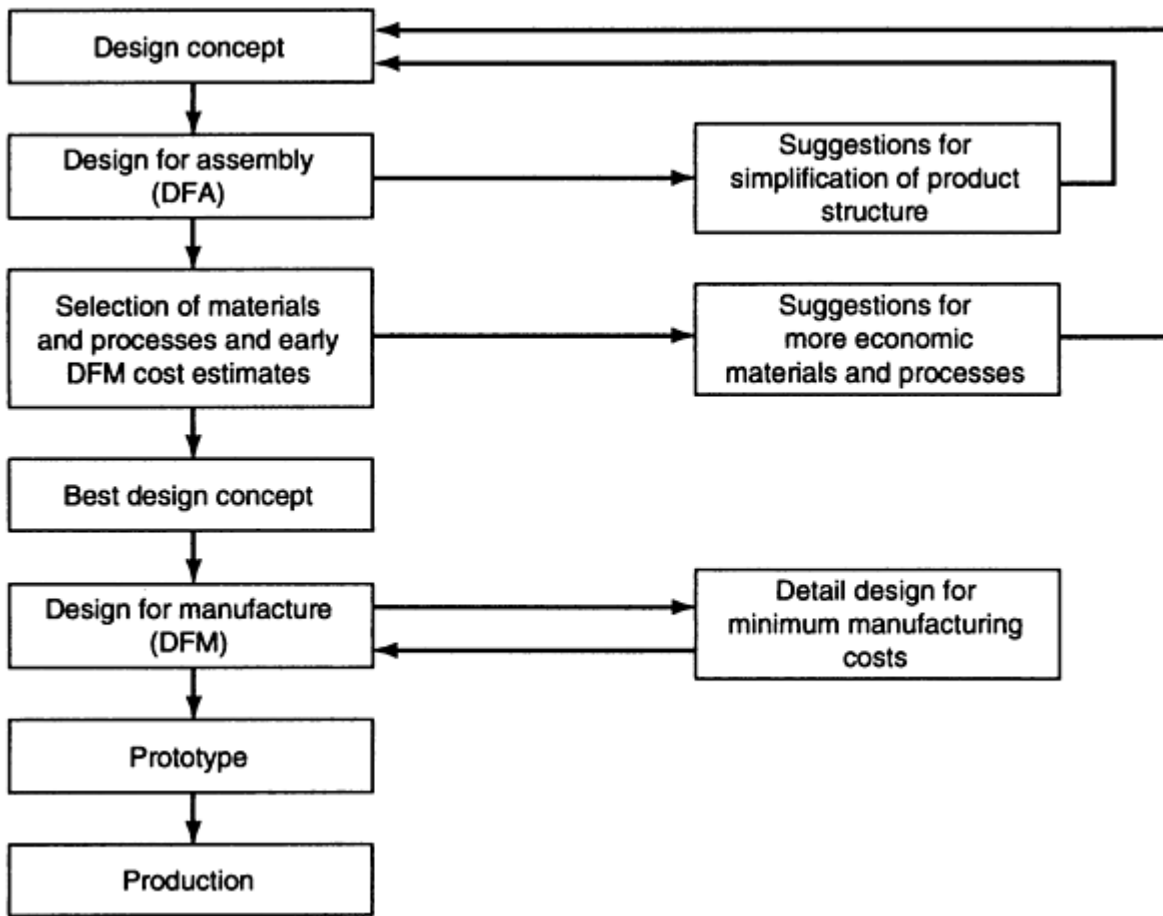 Design concept
Design for assembly
(DFA)
Suggestions for
simplification of product
structure
Selection of materials
and processes and early
DFM cost estimates
Suggestions for
more economic
materials and processes
Best design concept
Design for manufacture
(DFM)
Detail design for
minimum manufacturing
costs
Prototype
Production